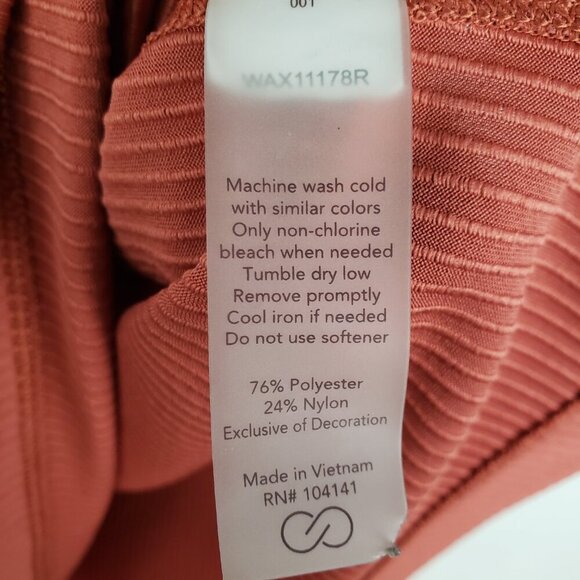 001
WAX11178R
Machine wash cold
with similar colors
Only non-chlorine
bleach when needed
Tumble dry low
Remove promptly
Cool iron if needed
Do not use softener
76% Polyester
24% Nylon
Exclusive of Decoration
Made in Vietnam
RN# 104141